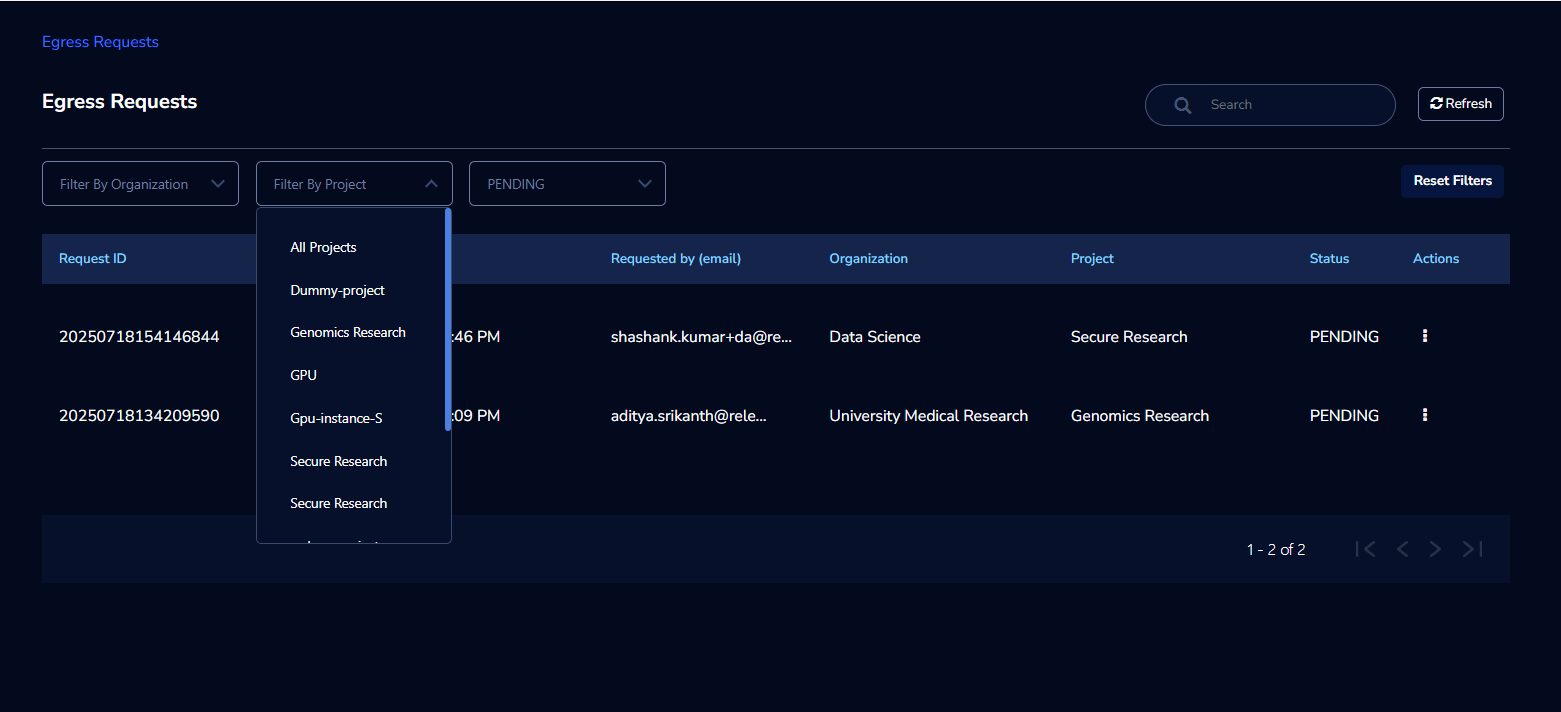 Egress Requests
Egress Requests
Search
Refresh
Filter By Organization
Filter By Project
PENDING
Reset Filters
All Projects
Dummy-project
Genomics Research
GPU
Gpu-instance-S
Secure Research
Secure Research
Request ID Requested by (email) Organization Project Status Actions
20250718154146844 :46 PM shashank.kumar+da@re... Data Science Secure Research PENDING
20250718134209590 :09 PM aditya.srikanth@rele... University Medical Research Genomics Research PENDING
1 - 2 of 2